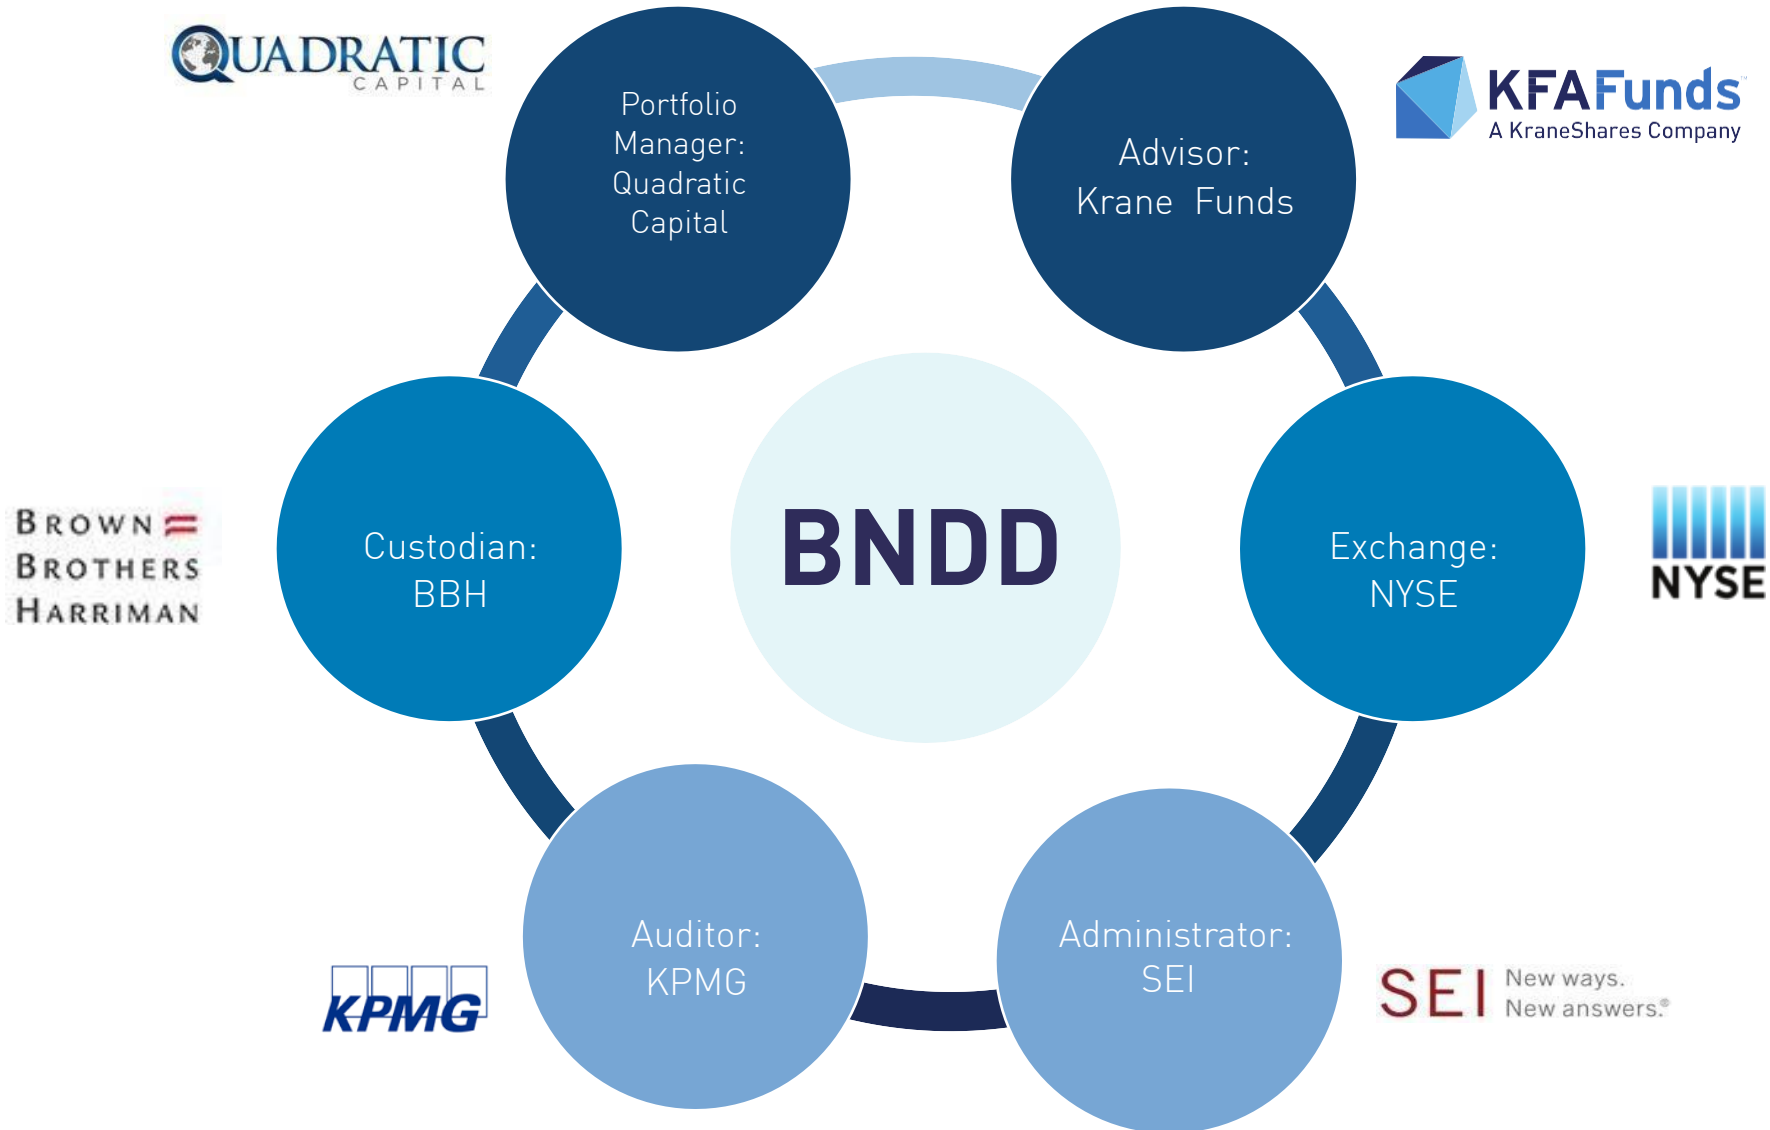 QUADRATIC
CAPITAL
Portfolio
Manager:
Quadratic
Capital
Advisor:
Krane Funds
KFAFunds™
A KraneShares Company
BROWN
BROTHERS
HARRIMAN
Custodian:
BBH
BNDD
Exchange:
NYSE
NYSE
KPMG
Auditor:
KPMG
Administrator:
SEI
SEI
New ways.
New answers.®